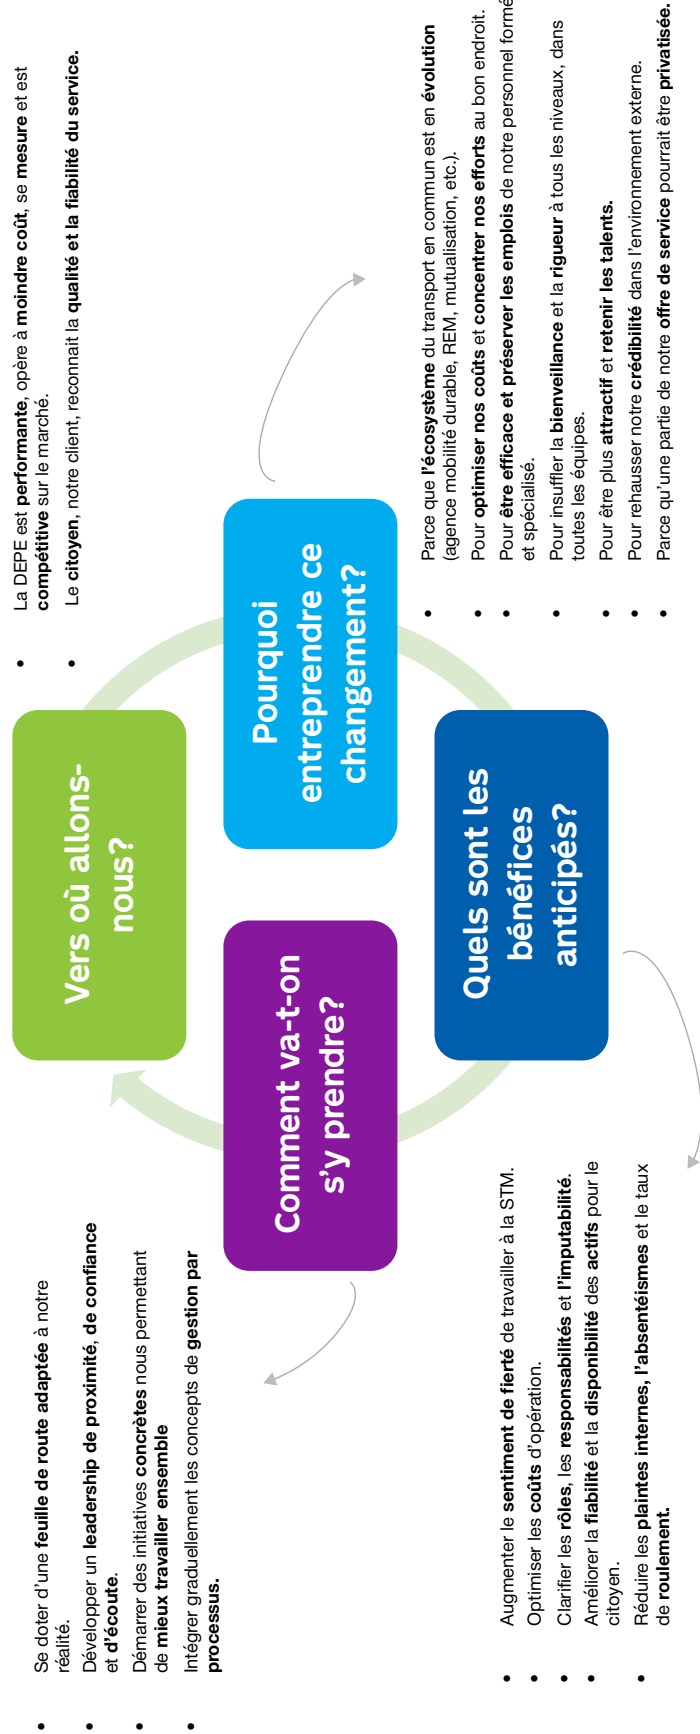 Vers où allons-
nous?
La DEPE est performante, opère à moindre coût, se mesure et est
compétitive sur le marché.
Le citoyen, notre client, reconnait la qualité et la fiabilité du service.
Pourquoi
entreprendre ce
changement?
Parce que l'écosystème du transport en commun est en évolution
(agence mobilité durable, REM, mutualisation, etc.).
Pour optimiser nos coûts et concentrer nos efforts au bon endroit.
Pour être efficace et préserver les emplois de notre personnel formé
et spécialisé.
Pour insuffler la bienveillance et la rigueur à tous les niveaux, dans
toutes les équipes.
Pour être plus attractif et retenir les talents.
Pour rehausser notre crédibilité dans l'environnement externe.
Parce qu'une partie de notre offre de service pourrait être privatisée.
Quels sont les
bénéfices
anticipés?
Augmenter le sentiment de fierté de travailler à la STM.
Optimiser les coûts d'opération.
Clarifier les rôles, les responsabilités et l'imputabilité.
Améliorer la fiabilité et la disponibilité des actifs pour le
citoyen.
Réduire les plaintes internes, l'absentéismes et le taux
de roulement.
Comment va-t-on
s'y prendre?
Se doter d'une feuille de route adaptée à notre
réalité.
Développer un leadership de proximité, de confiance
et d'écoute.
Démarrer des initiatives concrètes nous permettant
de mieux travailler ensemble
Intégrer graduellement les concepts de gestion par
processus.